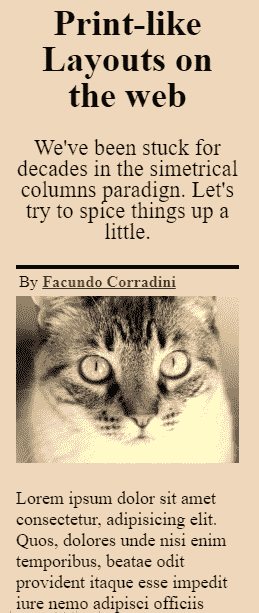 Print-like
Layouts on
the web
We've been stuck for
decades in the simetrical
columns paradign. Let's
try to spice things up a
little.
By Facundo Corradini
Lorem ipsum dolor sit amet
consectetur, adipisicing elit.
Quos, dolores unde nisi enim
temporibus, beatae odit
provident itaque esse impedit
iure nemo adipisci officiis